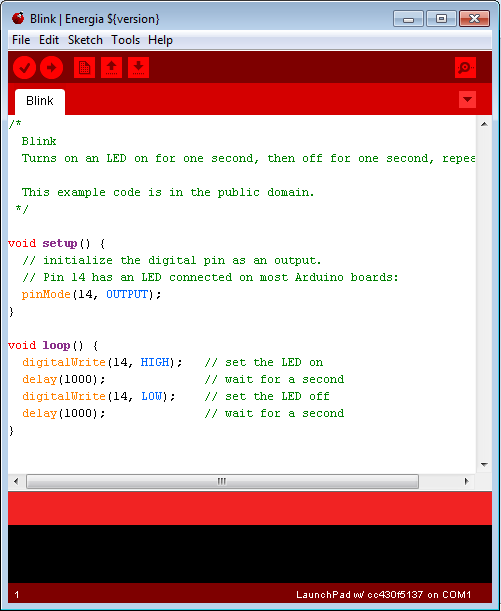 Blink | Energia ${version}
File Edit Sketch Tools Help
Blink
/*
  Blink
  Turns on an LED on for one second, then off for one second, repea
  This example code is in the public domain.
 */
void setup() {
  // initialize the digital pin as an output.
  // Pin 14 has an LED connected on most Arduino boards:
  pinMode(14, OUTPUT);
}
void loop() {
  digitalWrite(14, HIGH);   // set the LED on
  delay(1000);              // wait for a second
  digitalWrite(14, LOW);    // set the LED off
  delay(1000);              // wait for a second
}
1 LaunchPad w/ cc430f5137 on COM1